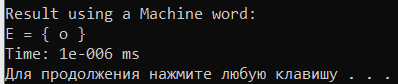 Result using a Machine word:
E = { o }
Time: 1e-006 ms
Для продолжения нажмите любую клавишу . . .